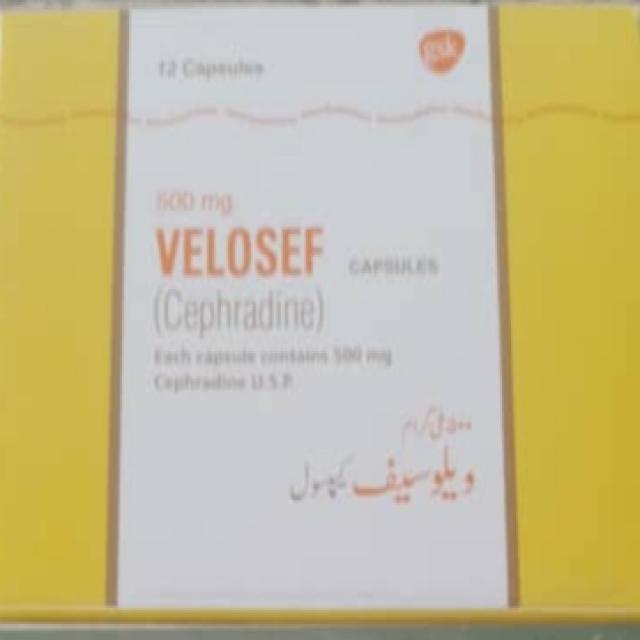 12 Capsules
gsk
500 mg
VELOSEF CAPSULES
(Cephradine)
Each capsule contains 500 mg
Cephradine U.S.P.
۵۰۰ ملی گرام
ویلوسیف کیپسول